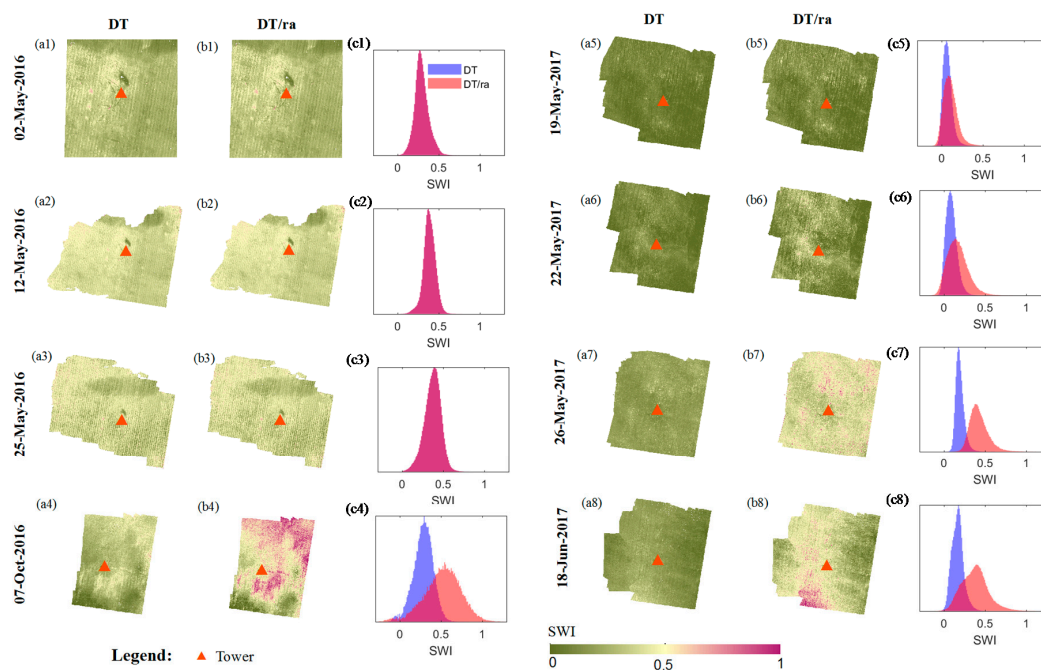 DT DT/ra DT DT/ra
02-May-2016 (a1) (b1) (c1) DT DT/ra 0 0.5 1 SWI
19-May-2017 (a5) (b5) (c5) 0 0.5 1 SWI
12-May-2016 (a2) (b2) (c2) 0 0.5 1 SWI
22-May-2017 (a6) (b6) (c6) 0 0.5 1 SWI
25-May-2016 (a3) (b3) (c3) 0 0.5 1 SWI
26-May-2017 (a7) (b7) (c7) 0 0.5 1 SWI
07-Oct-2016 (a4) (b4) (c4) 0 0.5 1 SWI
18-Jun-2017 (a8) (b8) (c8) 0 0.5 1 SWI
Legend: Tower
SWI
0 0.5 1